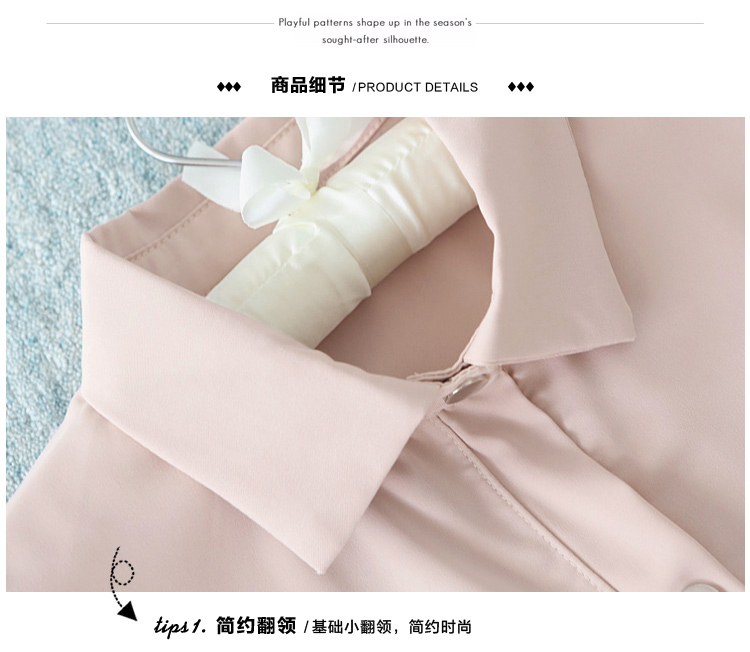 Playful patterns shape up in the season's
sought-after silhouette.
商品细节 /PRODUCT DETAILS
tips1. 简约翻领 /基础小翻领，简约时尚